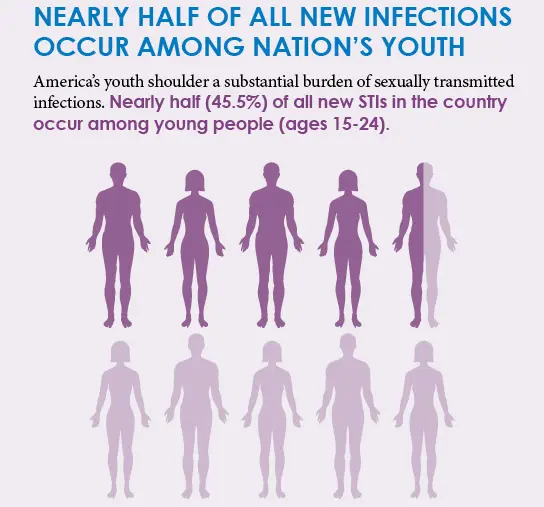 NEARLY HALF OF ALL NEW INFECTIONS
OCCUR AMONG NATION'S YOUTH
America's youth shoulder a substantial burden of sexually transmitted
infections. Nearly half (45.5%) of all new STIs in the country
occur among young people (ages 15-24).